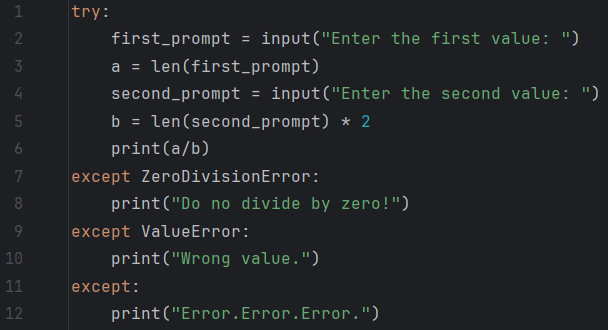 1 try:
2     first_prompt = input("Enter the first value: ")
3     a = len(first_prompt)
4     second_prompt = input("Enter the second value: ")
5     b = len(second_prompt) * 2
6     print(a/b)
7 except ZeroDivisionError:
8     print("Do no divide by zero!")
9 except ValueError:
10     print("Wrong value.")
11 except:
12     print("Error.Error.Error.")